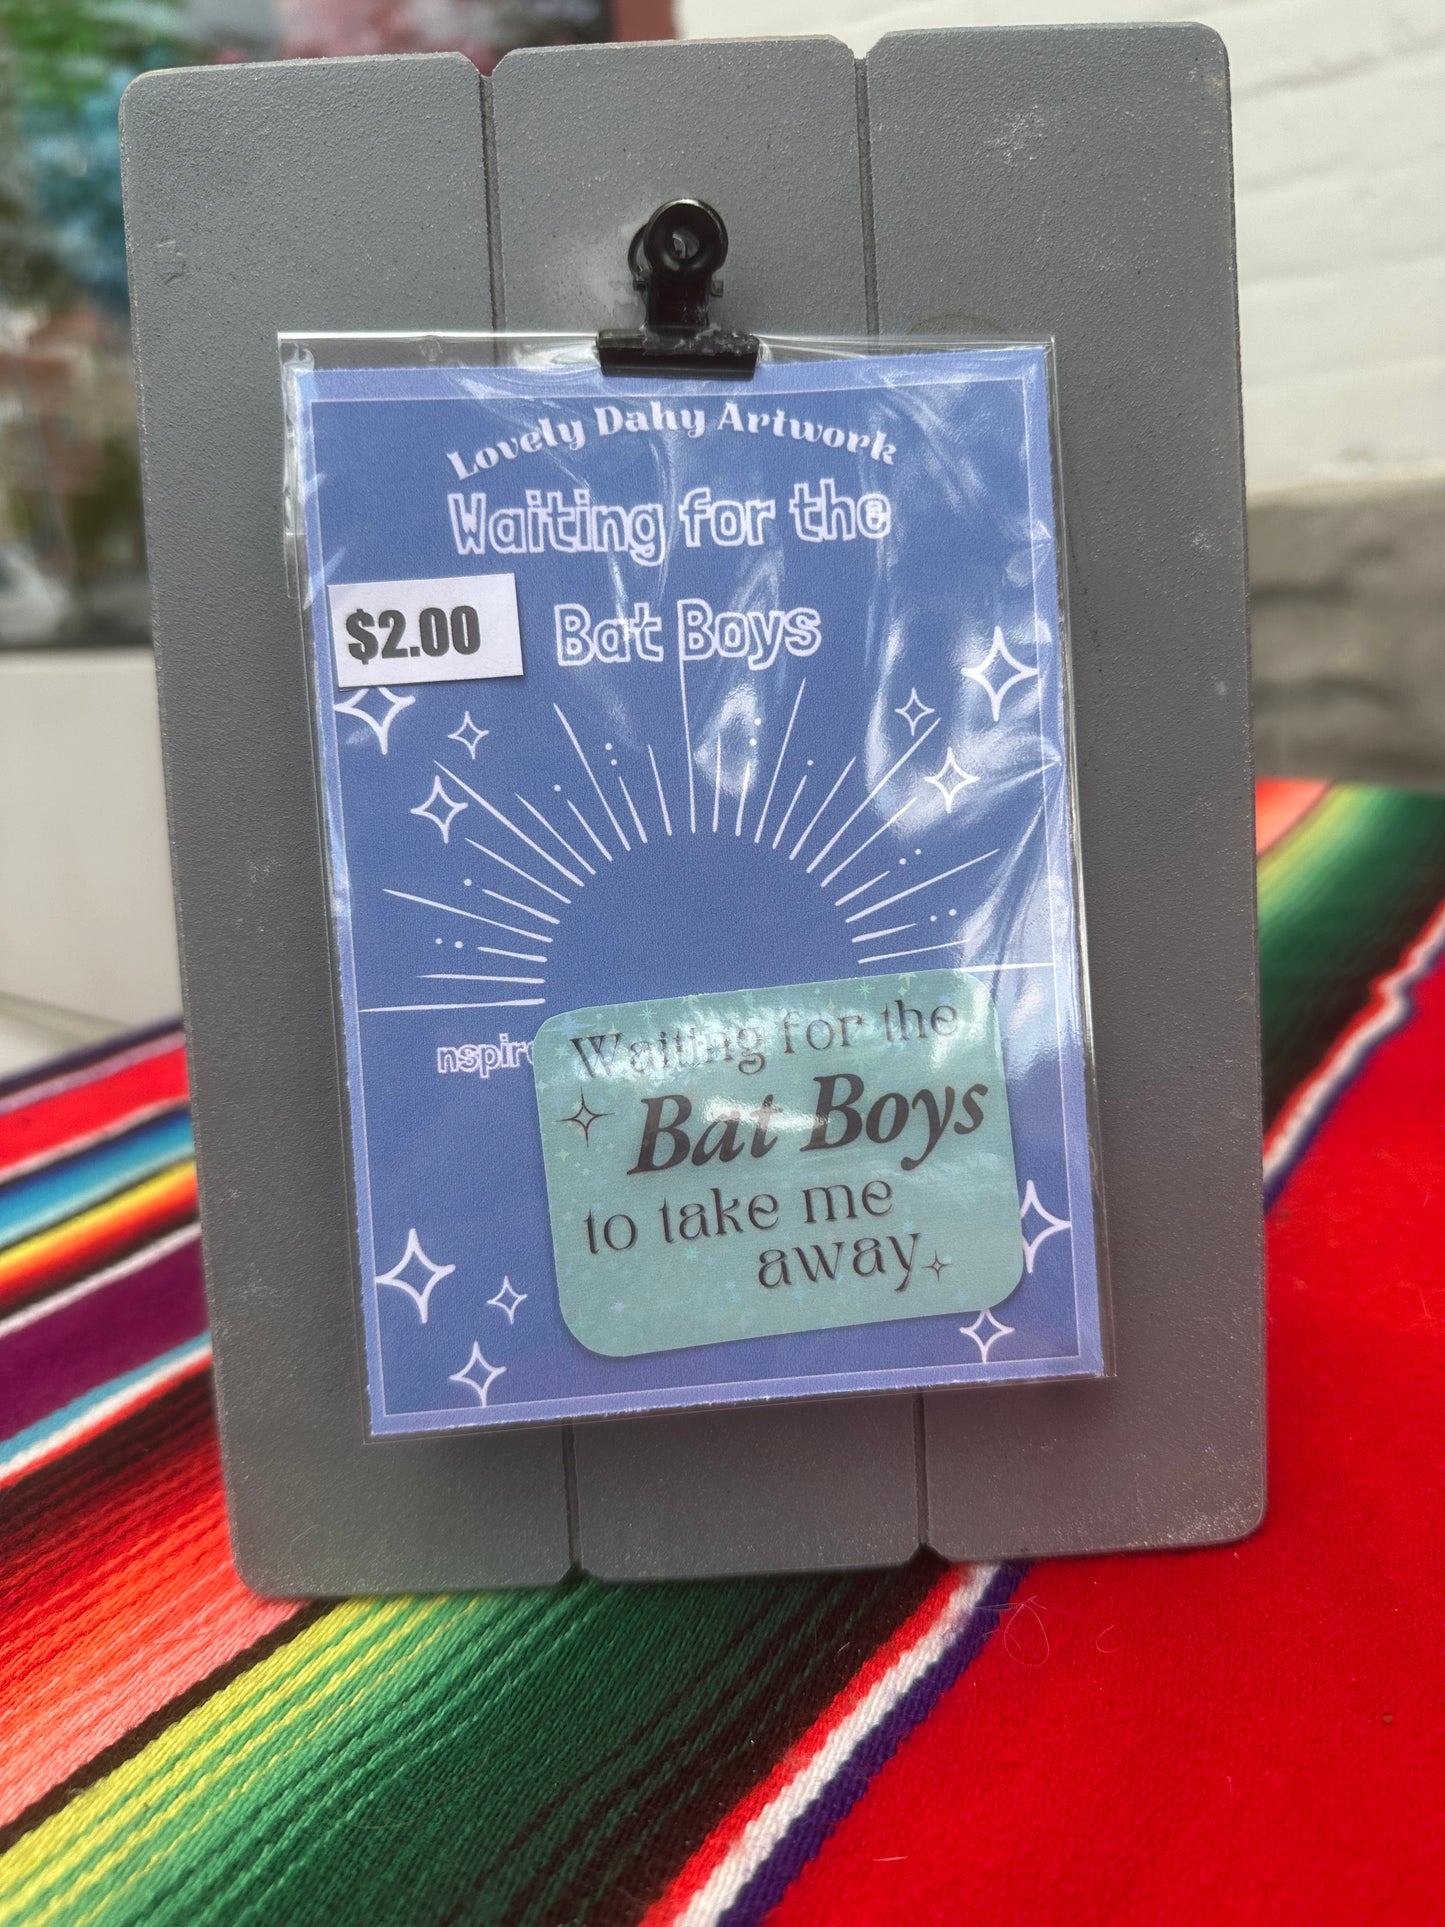 Lovely Dahy Artwork
Waiting for the
$2.00
Bat Boys
nspire
Waiting for the
Bat Boys
to take me
away